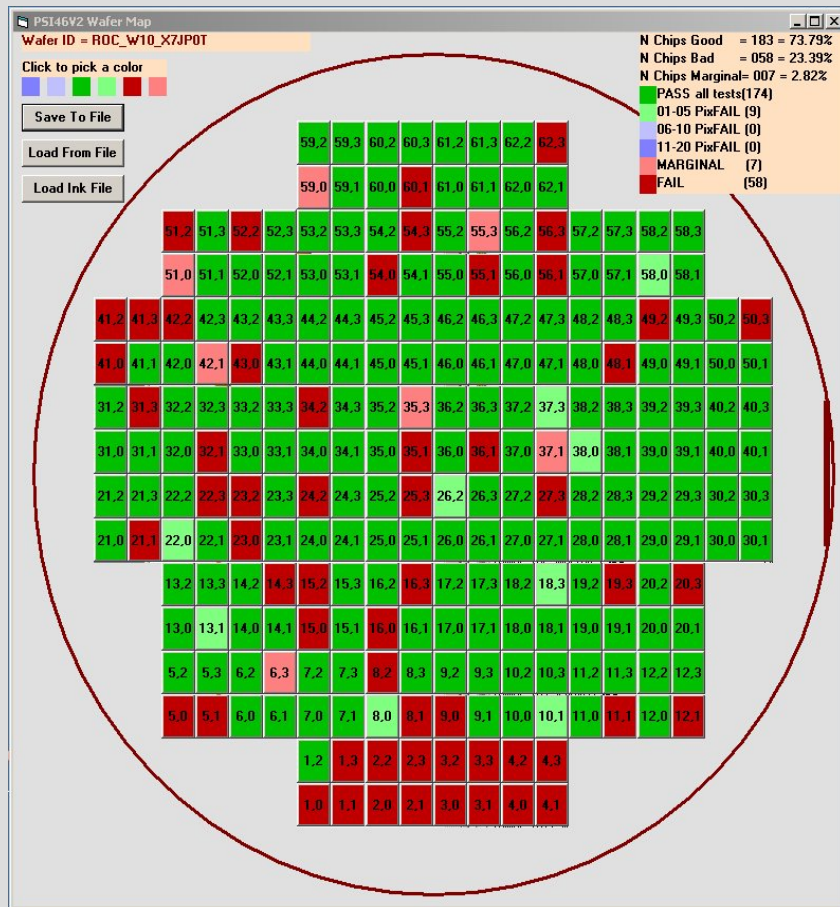 PSI46V2 Wafer Map
Wafer ID = ROC_W10_X7JP0T
Click to pick a color
Save To File
Load From File
Load Ink File
N Chips Good = 183 = 73.79%
N Chips Bad = 058 = 23.39%
N Chips Marginal= 007 = 2.82%
PASS all tests(174)
01-05 PixFAIL (9)
06-10 PixFAIL (0)
11-20 PixFAIL (0)
MARGINAL (7)
FAIL (58)
59,2 59,3 60,2 60,3 61,2 61,3 62,2 62,3
59,0 59,1 60,0 60,1 61,0 61,1 62,0 62,1
51,2 51,3 52,2 52,3 53,2 53,3 54,2 54,3 55,2 55,3 56,2 56,3 57,2 57,3 58,2 58,3
51,0 51,1 52,0 52,1 53,0 53,1 54,0 54,1 55,0 55,1 56,0 56,1 57,0 57,1 58,0 58,1
41,2 41,3 42,2 42,3 43,2 43,3 44,2 44,3 45,2 45,3 46,2 46,3 47,2 47,3 48,2 48,3 49,2 49,3 50,2 50,3
41,0 41,1 42,0 42,1 43,0 43,1 44,0 44,1 45,0 45,1 46,0 46,1 47,0 47,1 48,0 48,1 49,0 49,1 50,0 50,1
31,2 31,3 32,2 32,3 33,2 33,3 34,2 34,3 35,2 35,3 36,2 36,3 37,2 37,3 38,2 38,3 39,2 39,3 40,2 40,3
31,0 31,1 32,0 32,1 33,0 33,1 34,0 34,1 35,0 35,1 36,0 36,1 37,0 37,1 38,0 38,1 39,0 39,1 40,0 40,1
21,2 21,3 22,2 22,3 23,2 23,3 24,2 24,3 25,2 25,3 26,2 26,3 27,2 27,3 28,2 28,3 29,2 29,3 30,2 30,3
21,0 21,1 22,0 22,1 23,0 23,1 24,0 24,1 25,0 25,1 26,0 26,1 27,0 27,1 28,0 28,1 29,0 29,1 30,0 30,1
13,2 13,3 14,2 14,3 15,2 15,3 16,2 16,3 17,2 17,3 18,2 18,3 19,2 19,3 20,2 20,3
13,0 13,1 14,0 14,1 15,0 15,1 16,0 16,1 17,0 17,1 18,0 18,1 19,0 19,1 20,0 20,1
5,2 5,3 6,2 6,3 7,2 7,3 8,2 8,3 9,2 9,3 10,2 10,3 11,2 11,3 12,2 12,3
5,0 5,1 6,0 6,1 7,0 7,1 8,0 8,1 9,0 9,1 10,0 10,1 11,0 11,1 12,0 12,1
1,2 1,3 2,2 2,3 3,2 3,3 4,2 4,3
1,0 1,1 2,0 2,1 3,0 3,1 4,0 4,1